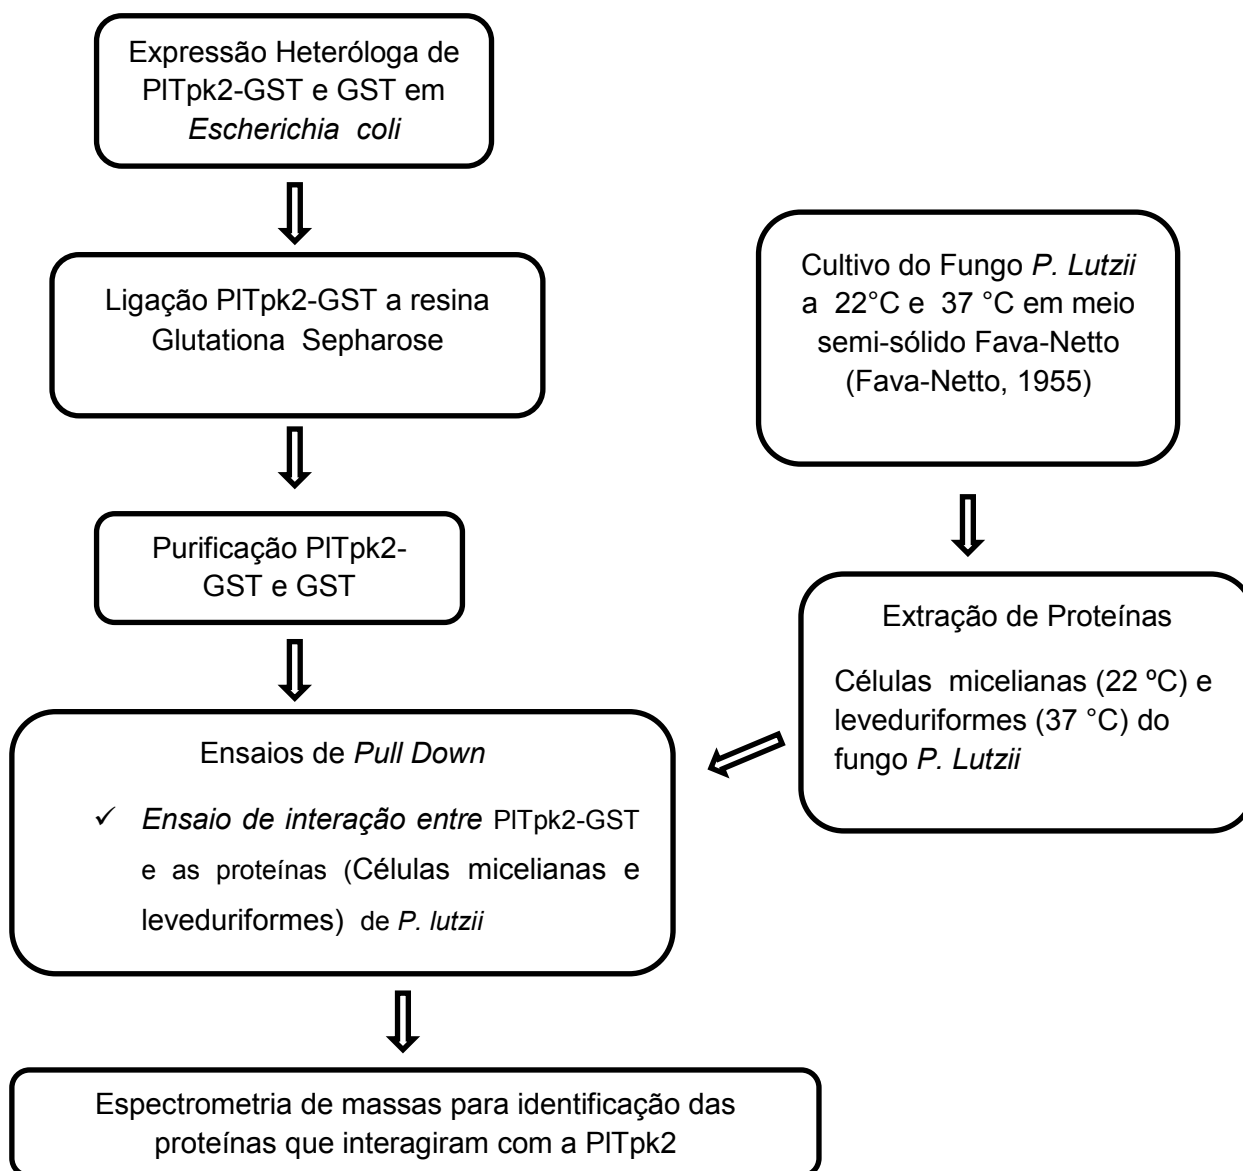 Expressão Heteróloga de
PlTpk2-GST e GST em
Escherichia coli
Ligação PlTpk2-GST a resina
Glutationa Sepharose
Purificação PlTpk2-
GST e GST
Cultivo do Fungo P. Lutzii
a 22°C e 37 °C em meio
semi-sólido Fava-Netto
(Fava-Netto, 1955)
Extração de Proteínas
Células micelianas (22 ºC) e
leveduriformes (37 °C) do
fungo P. Lutzii
Ensaios de Pull Down
✓ Ensaio de interação entre PlTpk2-GST
e as proteínas (Células micelianas e
leveduriformes) de P. lutzii
Espectrometria de massas para identificação das
proteínas que interagiram com a PlTpk2